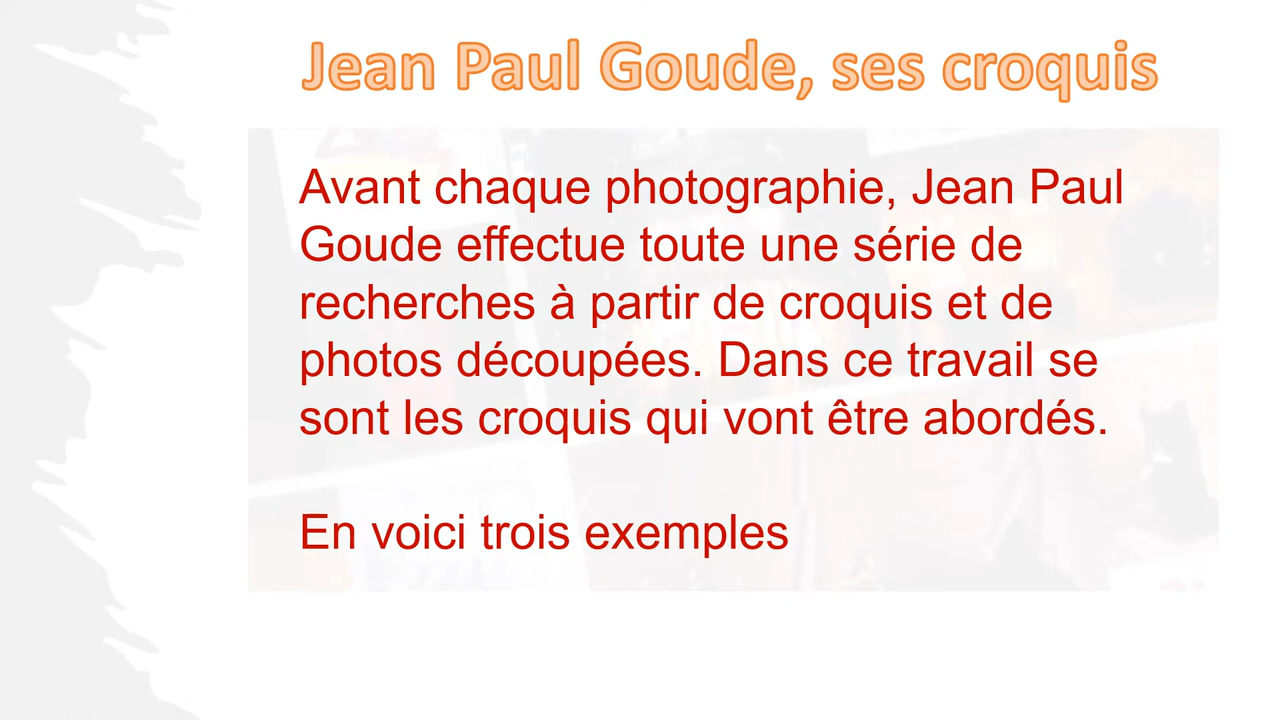 Jean Paul Goude, ses croquis
Avant chaque photographie, Jean Paul
Goude effectue toute une série de
recherches à partir de croquis et de
photos découpées. Dans ce travail se
sont les croquis qui vont être abordés.
En voici trois exemples